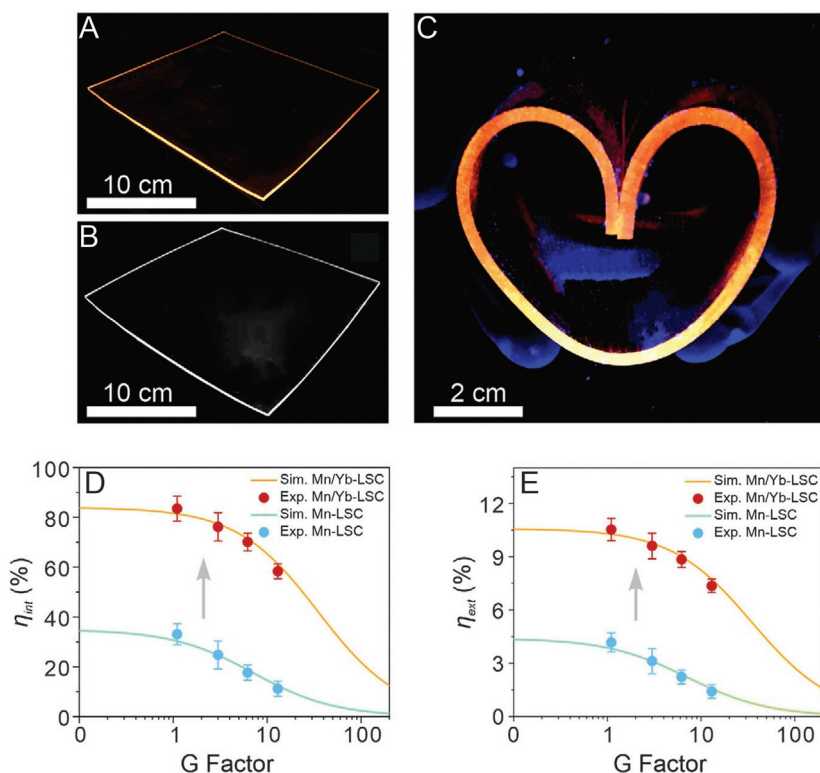 A
10 cm
B
10 cm
C
2 cm
D
Sim. Mn/Yb-LSC
Exp. Mn/Yb-LSC
Sim. Mn-LSC
Exp. Mn-LSC
100
80
60
40
20
0
η int (%)
0 1 10 100
G Factor
E
Sim. Mn/Yb-LSC
Exp. Mn/Yb-LSC
Sim. Mn-LSC
Exp. Mn-LSC
12
9
6
3
0
η ext (%)
0 1 10 100
G Factor